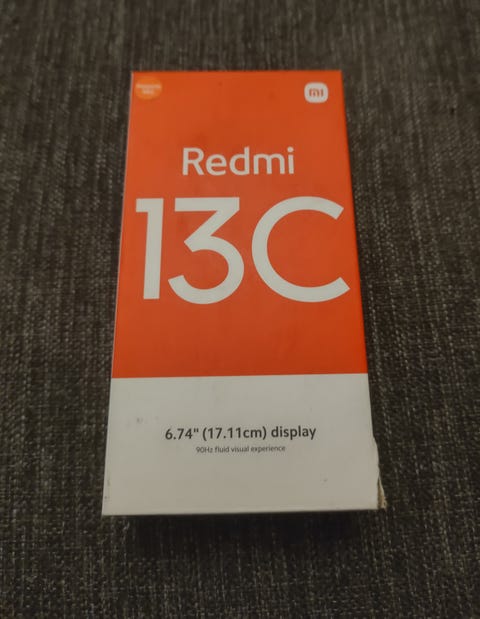 mi
Redmi
13C
6.74" (17.11cm) display
90Hz fluid visual experience